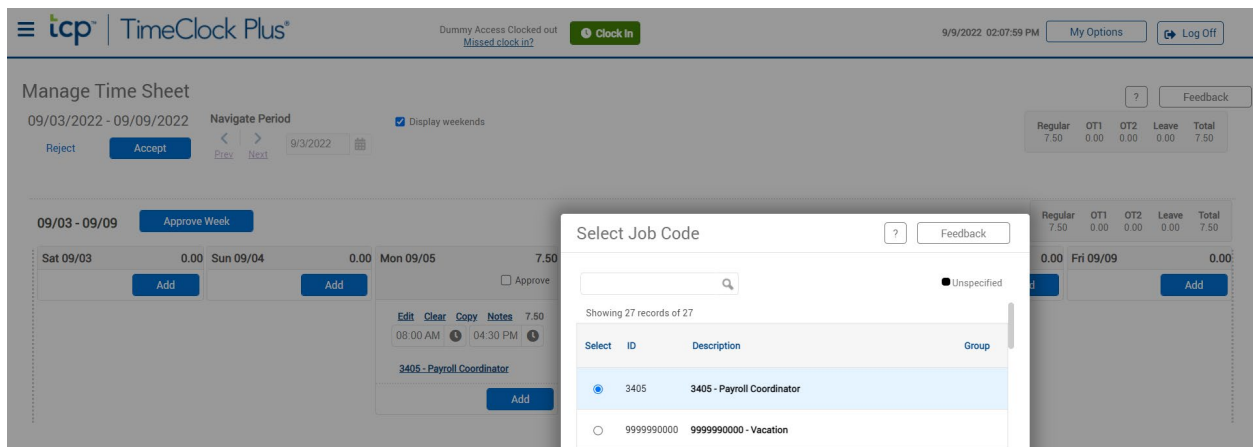 tcp™ TimeClock Plus®
Dummy Access Clocked out
Missed clock in?
Clock In
9/9/2022 02:07:59 PM
My Options
Log Off
Manage Time Sheet
? Feedback
09/03/2022 - 09/09/2022
Reject Accept
Navigate Period
Prev Next
9/3/2022
Display weekends
Regular OT1 OT2 Leave Total
7.50 0.00 0.00 0.00 7.50
09/03 - 09/09 Approve Week
Regular OT1 OT2 Leave Total
7.50 0.00 0.00 0.00 7.50
Sat 09/03 0.00
Add
Sun 09/04 0.00
Add
Mon 09/05 7.50
Approve
Edit Clear Copy Notes 7.50
08:00 AM 04:30 PM
3405 - Payroll Coordinator
Add
0.00
Fri 09/09 0.00
Add
Select Job Code
? Feedback
Unspecified
Showing 27 records of 27
Select ID Description Group
3405 3405 - Payroll Coordinator
9999990000 9999990000 - Vacation